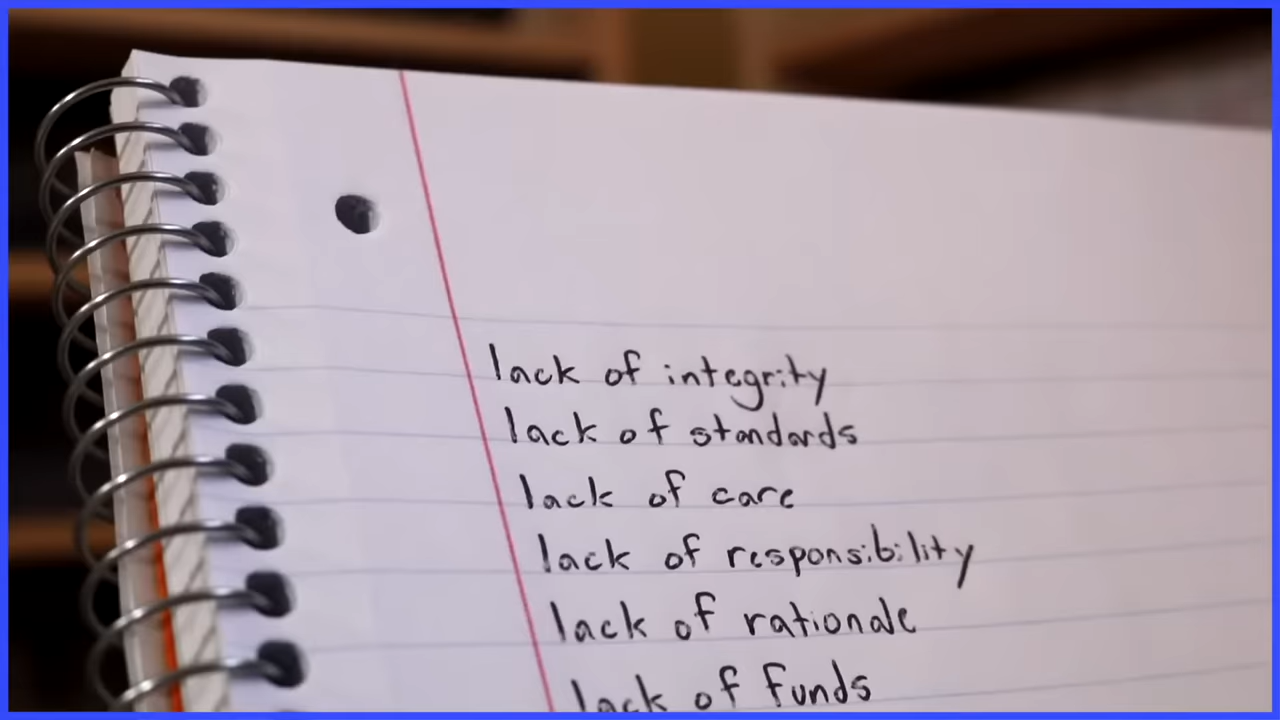 lack of integrity
lack of standards
lack of care
lack of responsibility
lack of rationale
lack of funds